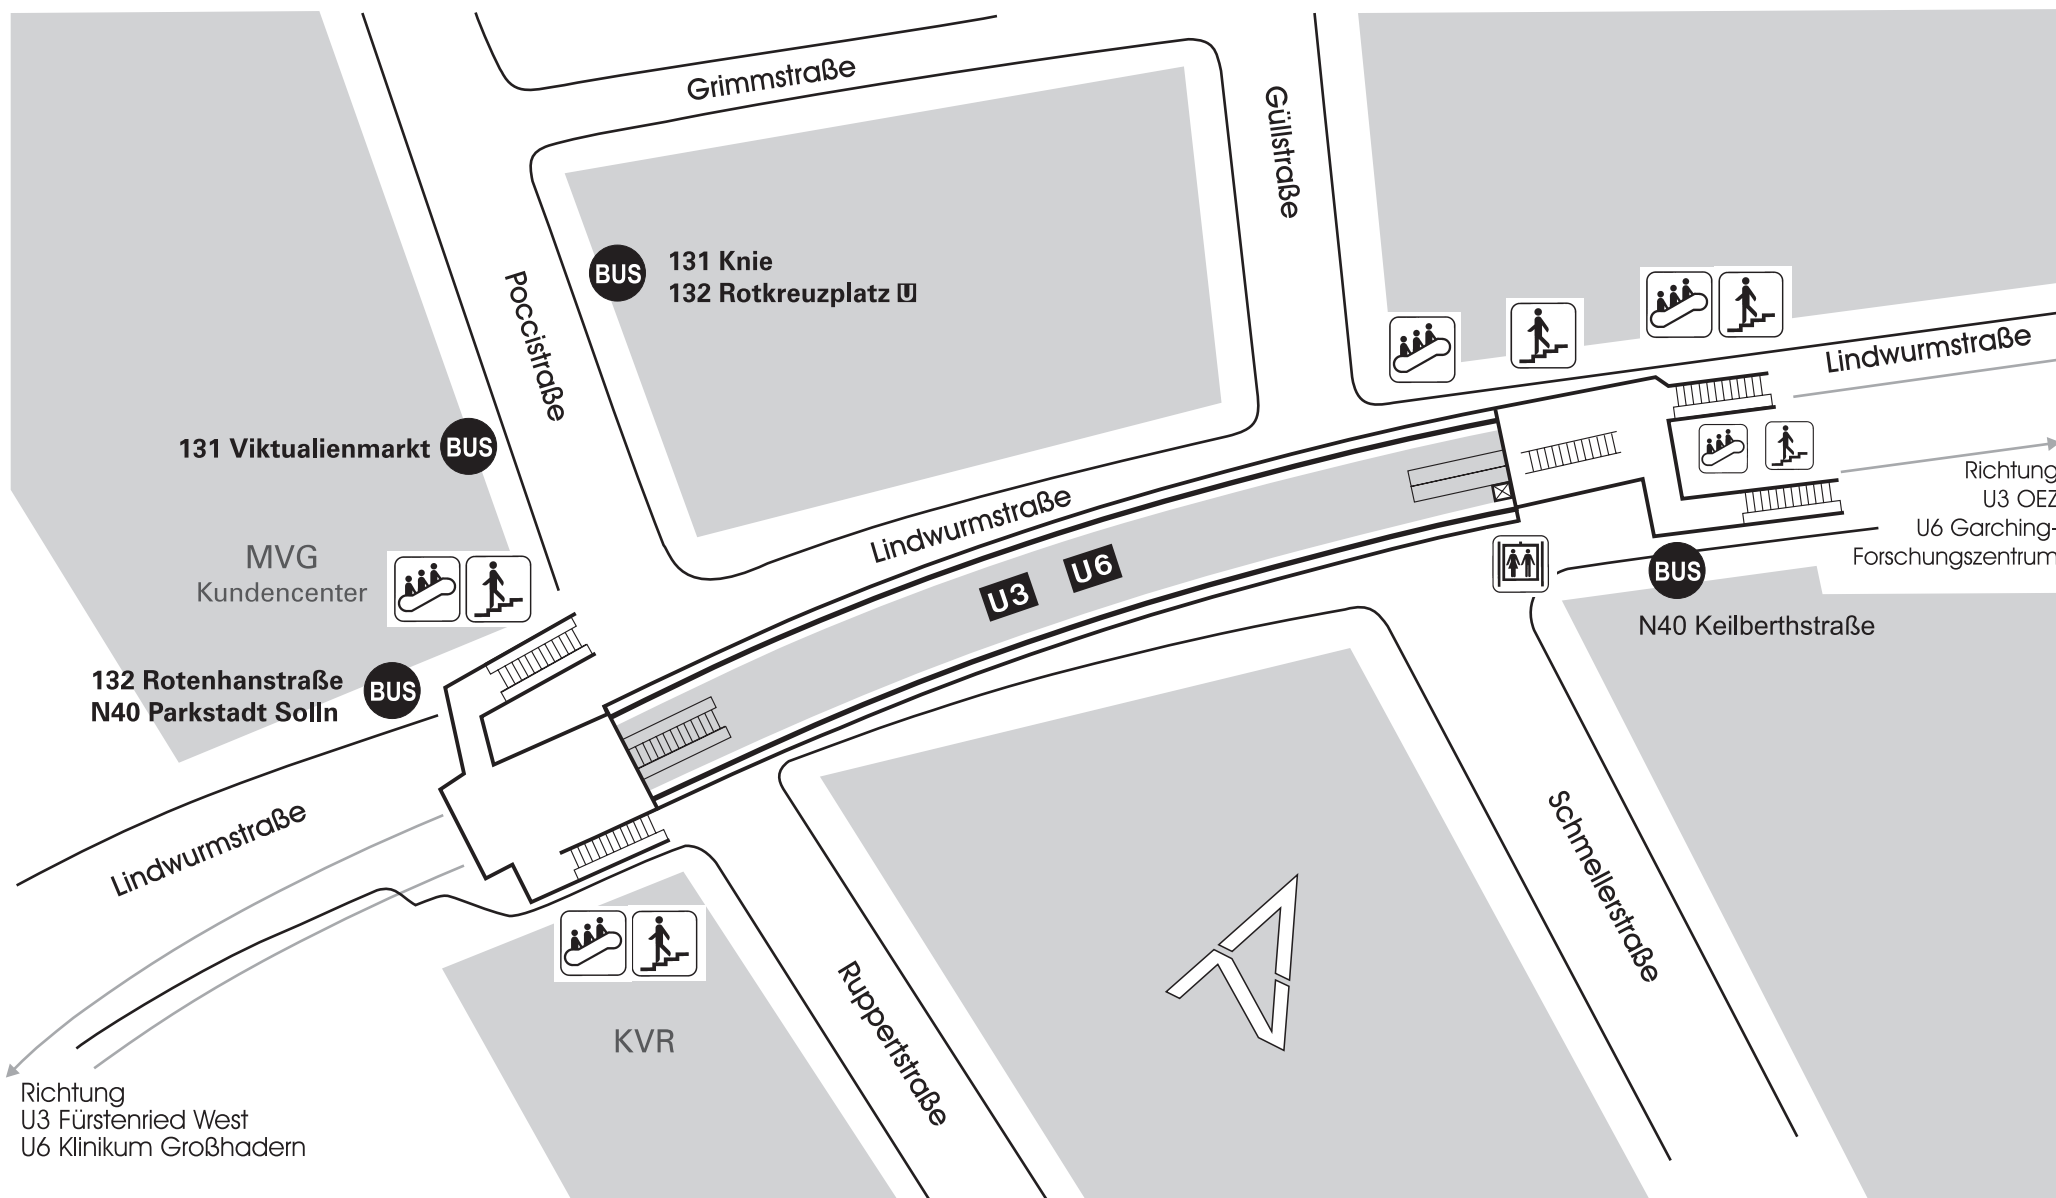 Grimmstraße
Güllstraße
BUS
131 Knie
132 Rotkreuzplatz U
Poccistraße
Lindwurmstraße
131 Viktualienmarkt BUS
Richtung
U3 OEZ
U6 Garching-
Forschungszentrum
Lindwurmstraße
MVG
Kundencenter
U3 U6
BUS
N40 Keilberthstraße
132 Rotenhanstraße
N40 Parkstadt Solln
BUS
Lindwurmstraße
Schmellerstraße
Ruppertstraße
KVR
Richtung
U3 Fürstenried West
U6 Klinikum Großhadern